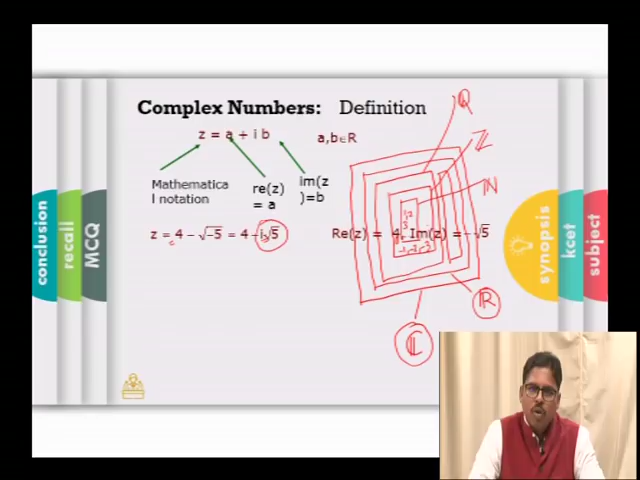 Complex Numbers: Definition
z = a + i b
a,b∈R
Mathematica
l notation
re(z)
= a
im(z
)=b
z = 4 − √−5 = 4 − i√5
Re(z) = 4, Im(z) = −√5
Q
Z
N
R
C
conclusion
recall
MCQ
synopsis
kcet
subject